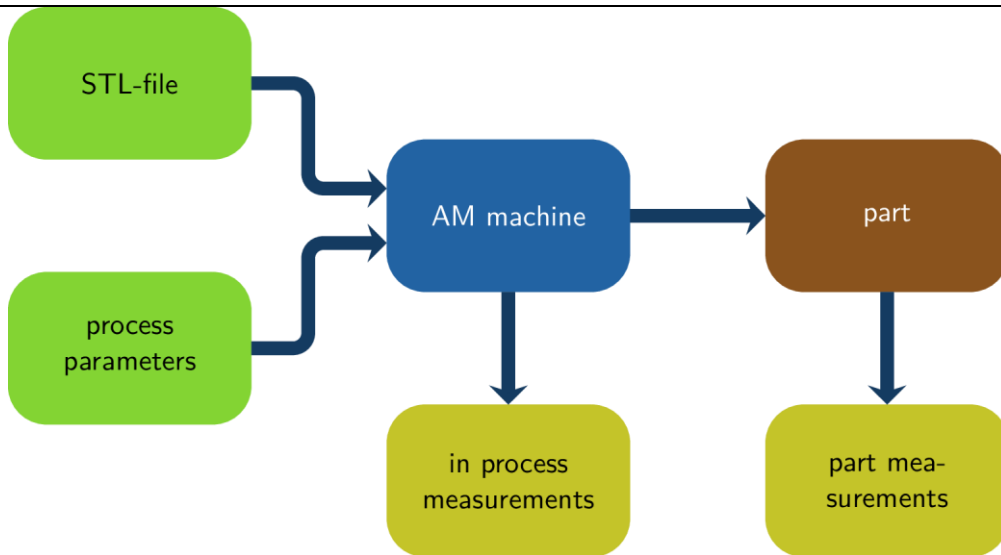 STL-file
AM machine
part
process
parameters
in process
measurements
part mea-
surements